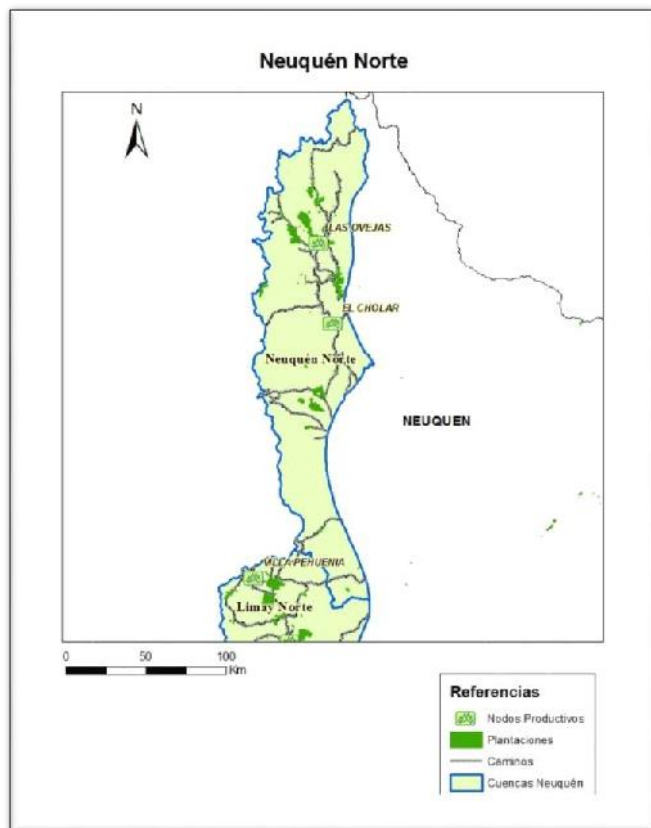 Neuquén Norte
N
LAS OVEJAS
EL CHOLAR
Neuquén Norte
NEUQUEN
VILLA PEHUENIA
Limay Norte
0 50 100
Km
Referencias
Nodos Productivos
Plantaciones
Caminos
Cuencas Neuquén